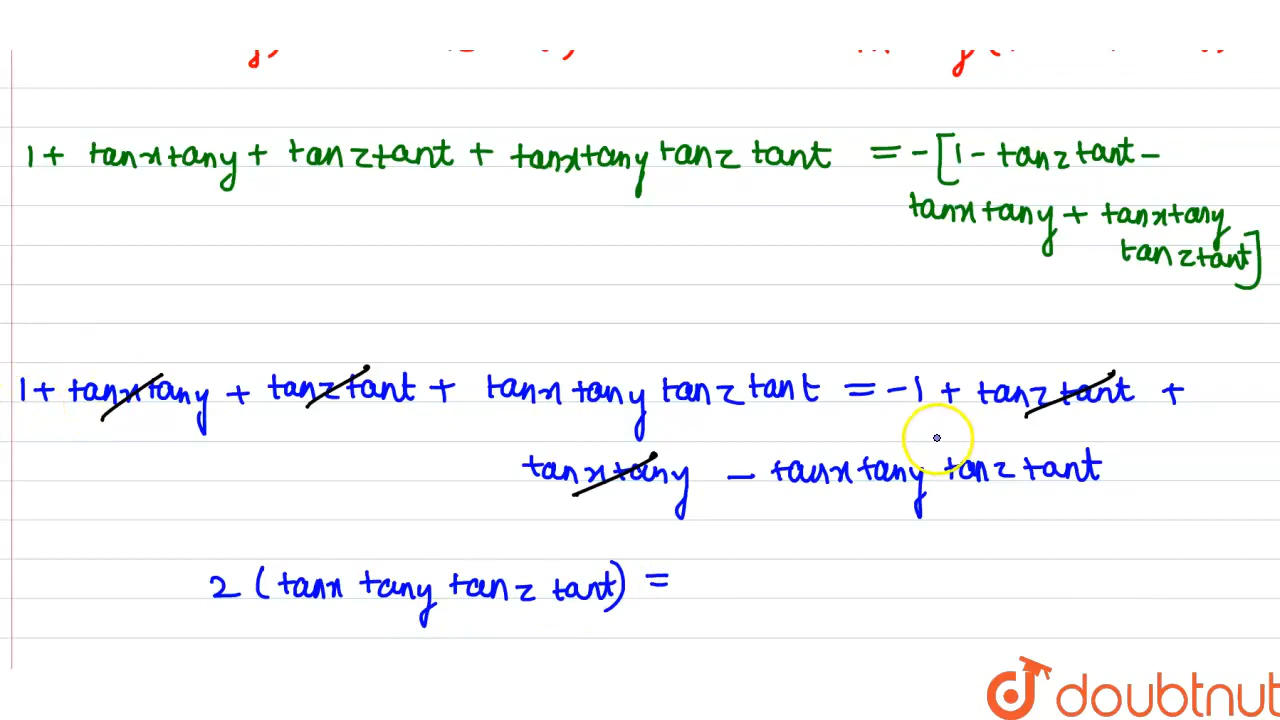 1 + tanx tany + tanz tant + tanx tany tanz tant = -[1 - tanz tant -
tanx tany + tanx tany
tanz tant]
1 + tanx tany + tanz tant + tanx tany tanz tant = -1 + tanz tant +
tanx tany - tanx tany tanz tant
2 (tanx tany tanz tant) =
doubtnut